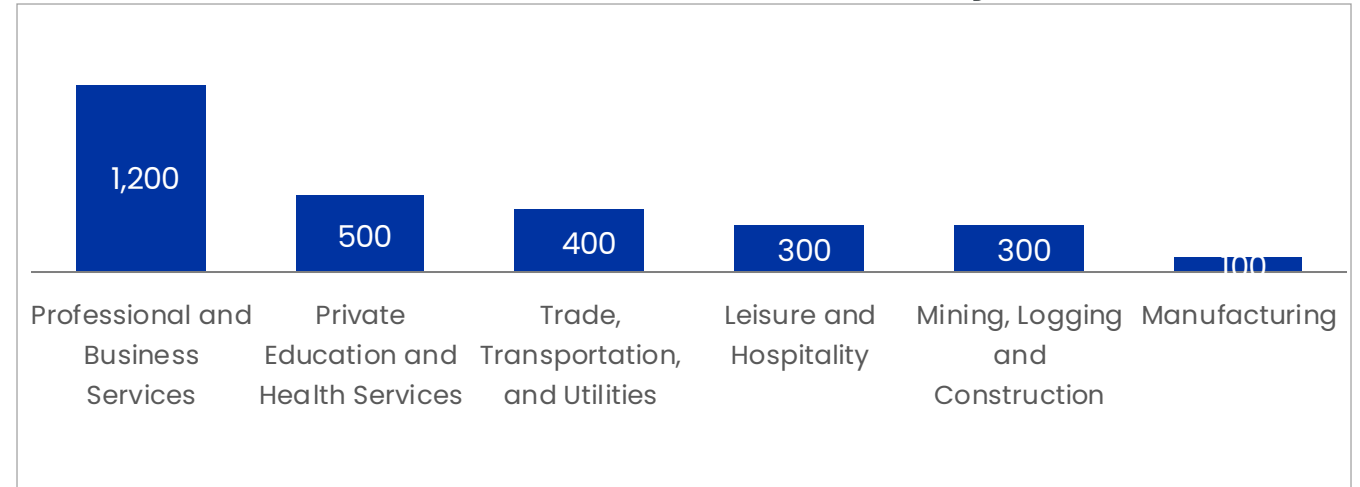 1,200
500
400
300
300
100
Professional and
Business
Services
Private
Education and
Health Services
Trade,
Transportation,
and Utilities
Leisure and
Hospitality
Mining, Logging
and
Construction
Manufacturing